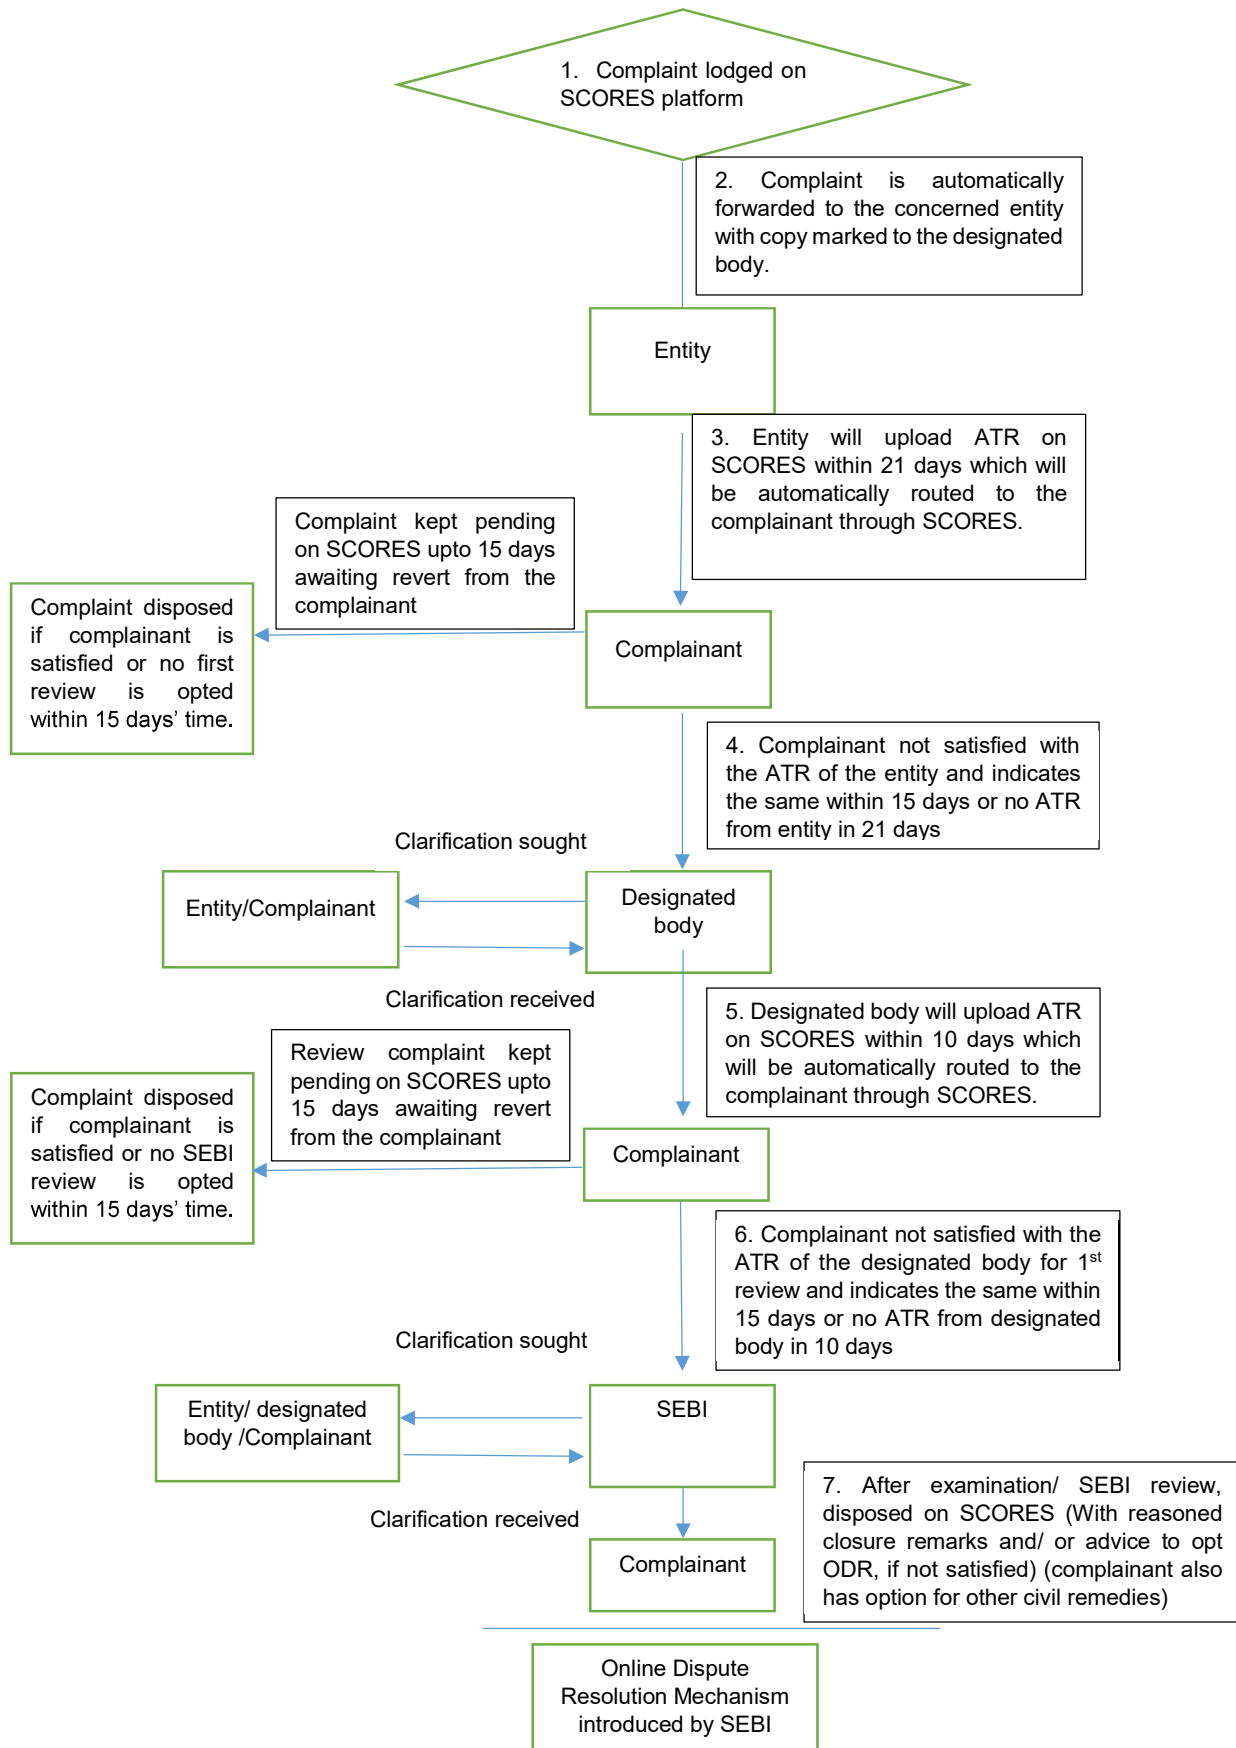 1. Complaint lodged on
SCORES platform
2. Complaint is automatically
forwarded to the concerned entity
with copy marked to the designated
body.
Entity
3. Entity will upload ATR on
SCORES within 21 days which will
be automatically routed to the
complainant through SCORES.
Complaint kept pending
on SCORES upto 15 days
awaiting revert from the
complainant
Complaint disposed
if complainant is
satisfied or no first
review is opted
within 15 days’ time.
Complainant
4. Complainant not satisfied with
the ATR of the entity and indicates
the same within 15 days or no ATR
from entity in 21 days
Clarification sought
Entity/Complainant
Designated
body
Clarification received
5. Designated body will upload ATR
on SCORES within 10 days which
will be automatically routed to the
complainant through SCORES.
Review complaint kept
pending on SCORES upto
15 days awaiting revert
from the complainant
Complaint disposed
if complainant is
satisfied or no SEBI
review is opted
within 15 days’ time.
Complainant
6. Complainant not satisfied with the
ATR of the designated body for 1st
review and indicates the same within
15 days or no ATR from designated
body in 10 days
Clarification sought
Entity/ designated
body /Complainant
SEBI
Clarification received
7. After examination/ SEBI review,
disposed on SCORES (With reasoned
closure remarks and/ or advice to opt
ODR, if not satisfied) (complainant also
has option for other civil remedies)
Complainant
Online Dispute
Resolution Mechanism
introduced by SEBI